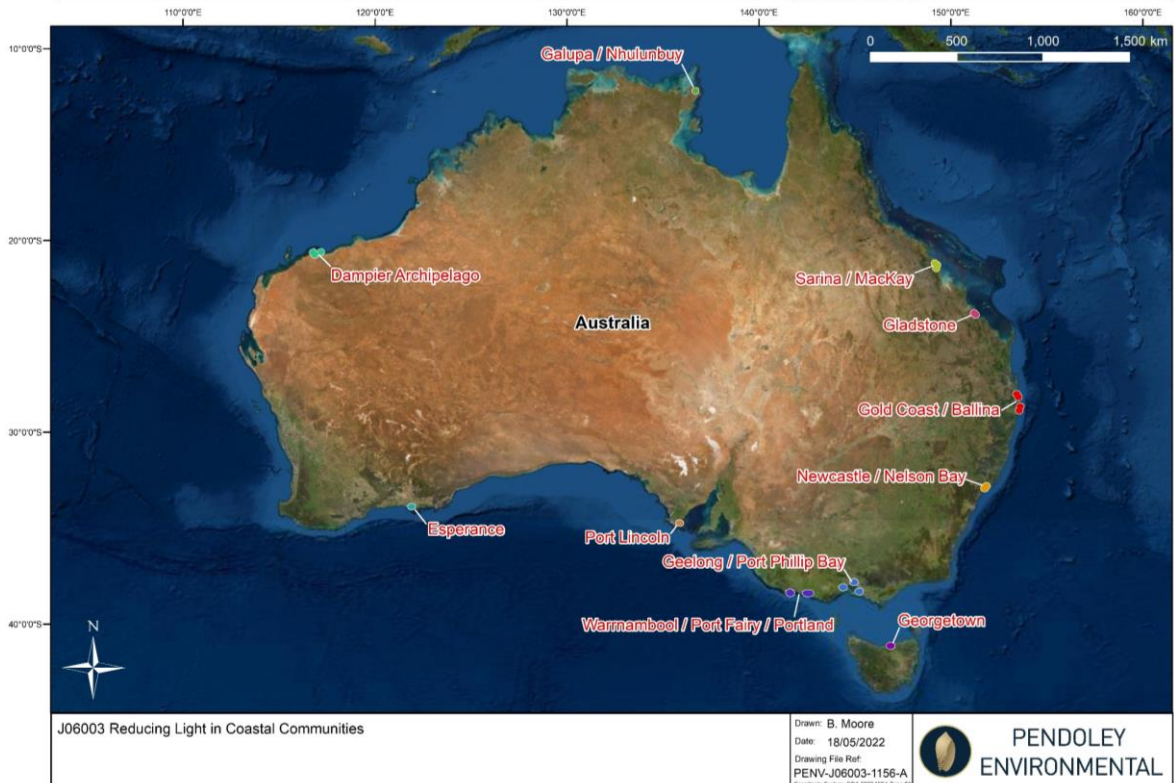 110°0'0"E
120°0'0"E
130°0'0"E
140°0'0"E
150°0'0"E
160°0'0"E
10°0'0"S
20°0'0"S
30°0'0"S
40°0'0"S
0 500 1,000 1,500 km
Galupa / Nhulunbuy
Dampier Archipelago
Sarina / MacKay
Australia
Gladstone
Gold Coast / Ballina
Newcastle / Nelson Bay
Esperance
Port Lincoln
Geelong / Port Phillip Bay
Warrnambool / Port Fairy / Portland
Georgetown
N
J06003 Reducing Light in Coastal Communities
Drawn: B. Moore
Date: 18/05/2022
Drawing File Ref:
PENV-J06003-1156-A
PENDOLEY
ENVIRONMENTAL